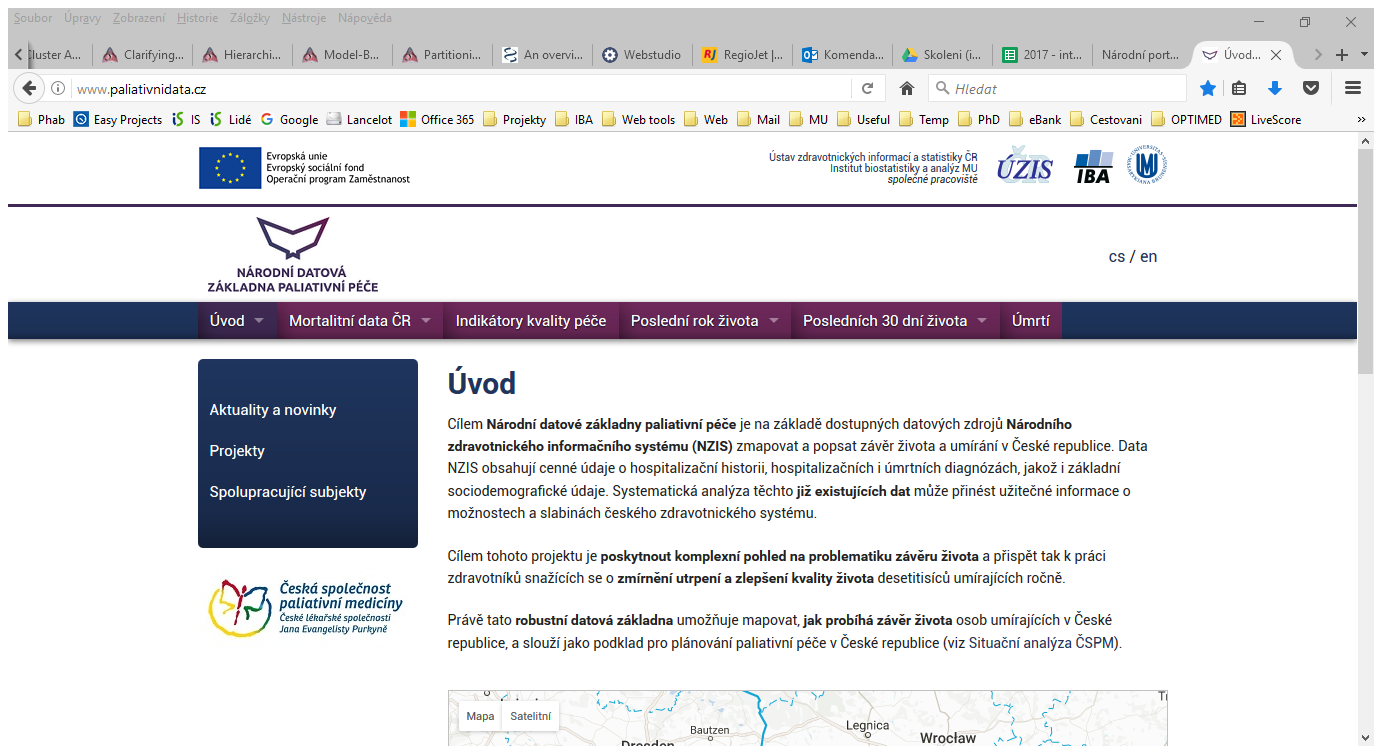 Soubor Úpravy Zobrazení Historie Záložky Nástroje Nápověda
Cluster A... Clarifying... Hierarchi... Model-B... Partitioni... An overvi... Webstudio RegioJet |... Komenda... Skoleni (i... 2017 - int... Národní port... Úvod...
www.paliativnidata.cz Hledat
Phab Easy Projects IS Lidé Google Lancelot Office 365 Projekty IBA Web tools Web Mail MU Useful Temp PhD eBank Cestovani OPTIMED LiveScore
Evropská unie
Evropský sociální fond
Operační program Zaměstnanost
Ústav zdravotnických informací a statistiky ČR
Institut biostatistiky a analýz MU
společné pracoviště
ÚZIS
IBA
NÁRODNÍ DATOVÁ
ZÁKLADNA PALIATIVNÍ PÉČE
cs / en
Úvod Mortalitní data ČR Indikátory kvality péče Poslední rok života Posledních 30 dní života Úmrtí
Aktuality a novinky
Projekty
Spolupracující subjekty
Česká společnost
paliativní medicíny
České lékařské společnosti
Jana Evangelisty Purkyně
Úvod
Cílem Národní datové základny paliativní péče je na základě dostupných datových zdrojů Národního
zdravotnického informačního systému (NZIS) zmapovat a popsat závěr života a umírání v České republice. Data
NZIS obsahují cenné údaje o hospitalizační historii, hospitalizačních i úmrtních diagnózách, jakož i základní
sociodemografické údaje. Systematická analýza těchto již existujících dat může přinést užitečné informace o
možnostech a slabinách českého zdravotnického systému.
Cílem tohoto projektu je poskytnout komplexní pohled na problematiku závěru života a přispět tak k práci
zdravotníků snažících se o zmírnění utrpení a zlepšení kvality života desetitisíců umírajících ročně.
Právě tato robustní datová základna umožňuje mapovat, jak probíhá závěr života osob umírajících v České
republice, a slouží jako podklad pro plánování paliativní péče v České republice (viz Situační analýza ČSPM).
Mapa Satelitní
Bautzen
Legnica
Dresden
Wrocław